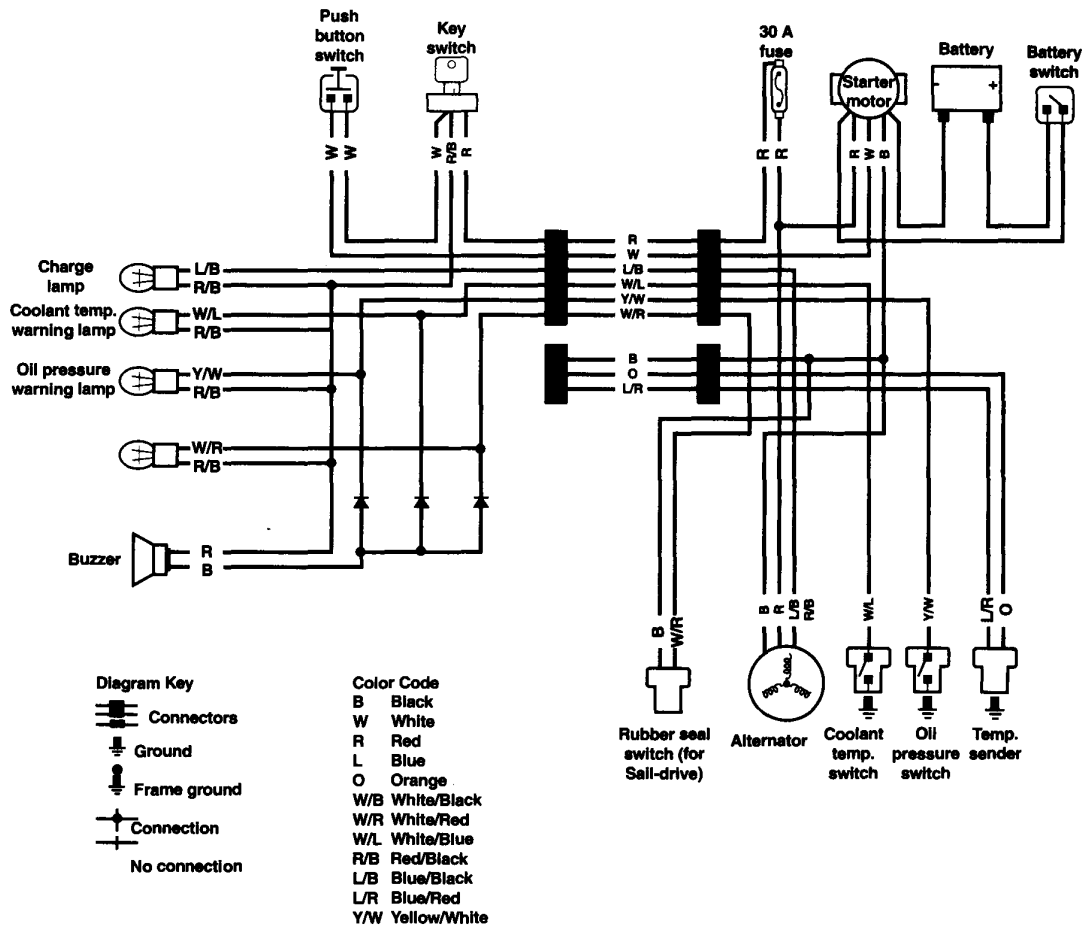 Push
button
switch
Key
switch
30 A
fuse
Starter
motor
Battery
- +
Battery
switch
W W
W R/B R
R R
R W B
R
W
L/B
W/L
Y/W
W/R
Charge
lamp
L/B
R/B
Coolant temp.
warning lamp
W/L
R/B
Oil pressure
warning lamp
Y/W
R/B
B
O
L/R
W/R
R/B
Buzzer
R
B
B W/R
B R L/B R/B
W/L
Y/W
L/R O
Rubber seal
switch (for
Sail-drive)
Alternator
Coolant
temp.
switch
Oil
pressure
switch
Temp.
sender
Diagram Key
Connectors
Ground
Frame ground
Connection
No connection
Color Code
B Black
W White
R Red
L Blue
O Orange
W/B White/Black
W/R White/Red
W/L White/Blue
R/B Red/Black
L/B Blue/Black
L/R Blue/Red
Y/W Yellow/White